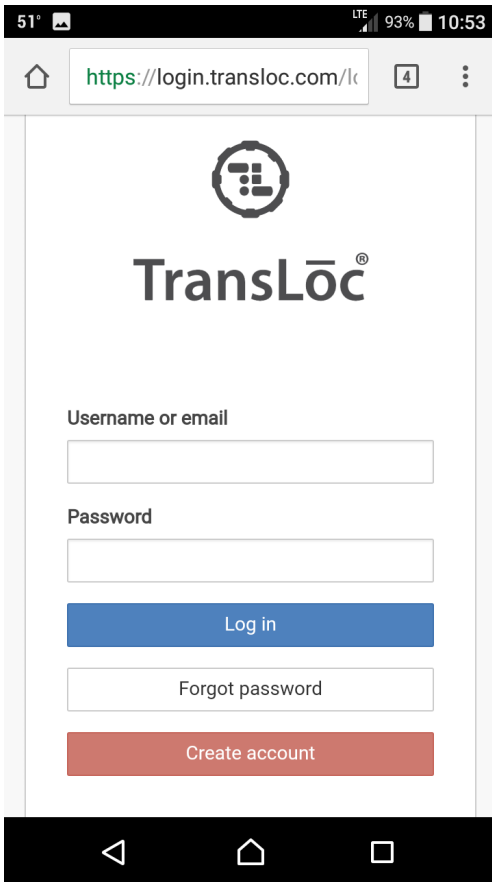 51° LTE 93% 10:53
https://login.transloc.com/lo 4
TransLōc®
Username or email
Password
Log in
Forgot password
Create account